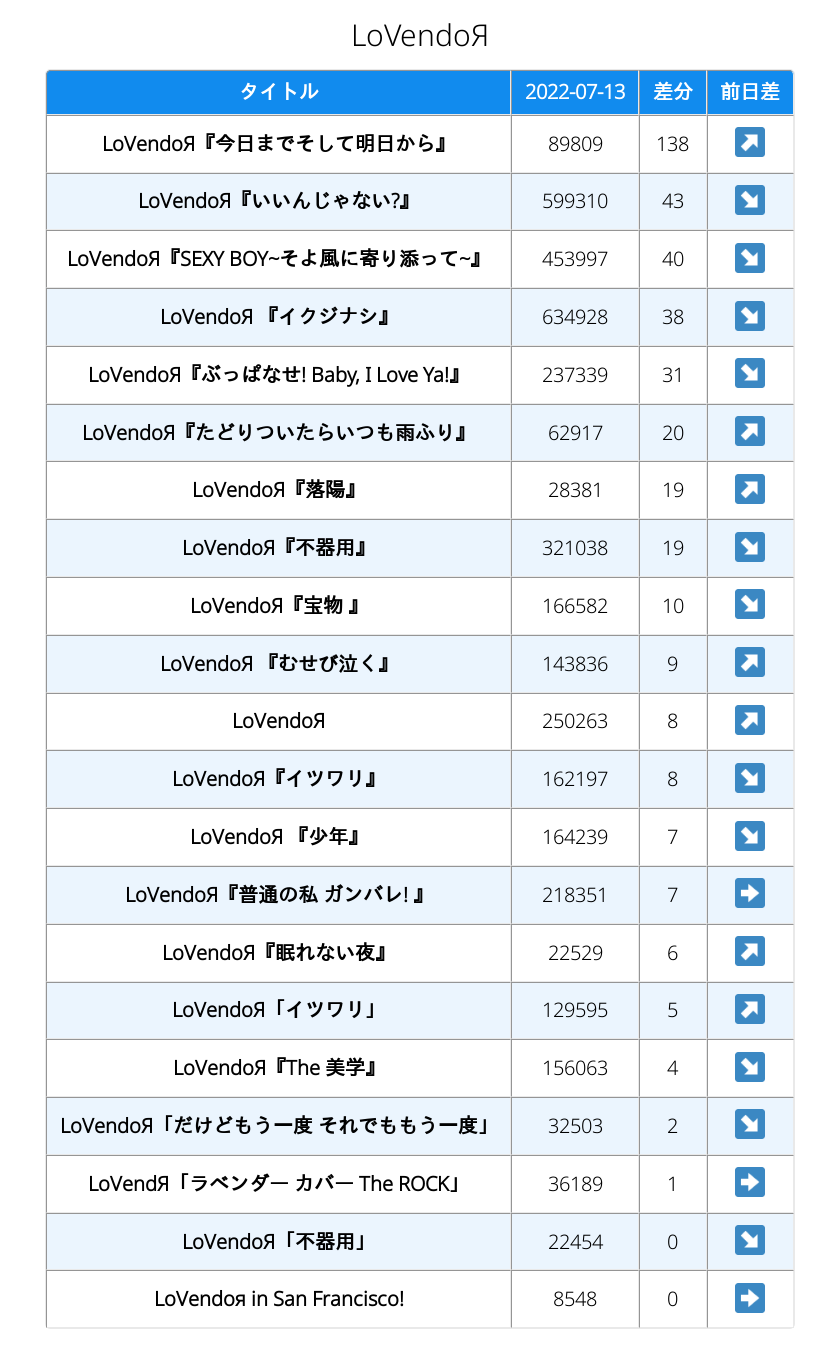 LoVendoЯ
タイトル 2022-07-13 差分 前日差
LoVendoЯ『今日までそして明日から』 89809 138
LoVendoЯ『いいんじゃない?』 599310 43
LoVendoЯ『SEXY BOY~そよ風に寄り添って~』 453997 40
LoVendoЯ 『イクジナシ』 634928 38
LoVendoЯ『ぶっぱなせ! Baby, I Love Ya!』 237339 31
LoVendoЯ『たどりついたらいつも雨ふり』 62917 20
LoVendoЯ『落陽』 28381 19
LoVendoЯ『不器用』 321038 19
LoVendoЯ『宝物 』 166582 10
LoVendoЯ 『むせび泣く』 143836 9
LoVendoЯ 250263 8
LoVendoЯ『イツワリ』 162197 8
LoVendoЯ 『少年』 164239 7
LoVendoЯ『普通の私 ガンバレ! 』 218351 7
LoVendoЯ『眠れない夜』 22529 6
LoVendoЯ「イツワリ」 129595 5
LoVendoЯ『The 美学』 156063 4
LoVendoЯ「だけどもう一度 それでももう一度」 32503 2
LoVendЯ「ラベンダー カバー The ROCK」 36189 1
LoVendoЯ「不器用」 22454 0
LoVendoя in San Francisco! 8548 0